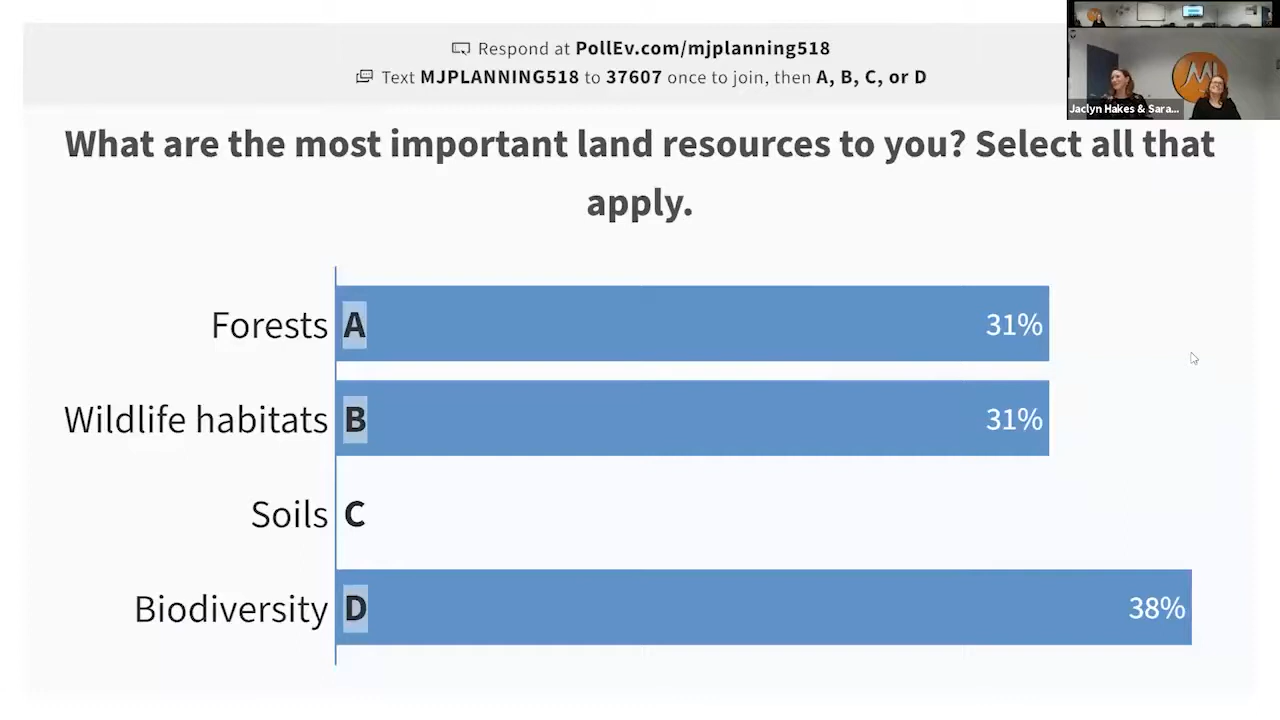 Respond at PollEv.com/mjplanning518
Text MJPLANNING518 to 37607 once to join, then A, B, C, or D
Jaclyn Hakes & Sara...
What are the most important land resources to you? Select all that
apply.
Forests A 31%
Wildlife habitats B 31%
Soils C
Biodiversity D 38%